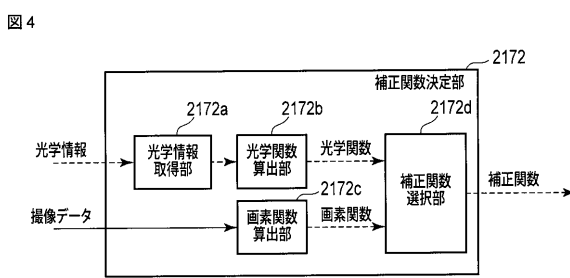 図4
2172
補正関数決定部
2172a
2172b
2172d
光学情報
光学情報
取得部
光学関数
算出部
光学関数
補正関数
選択部
補正関数
2172c
撮像データ
画素関数
算出部
画素関数